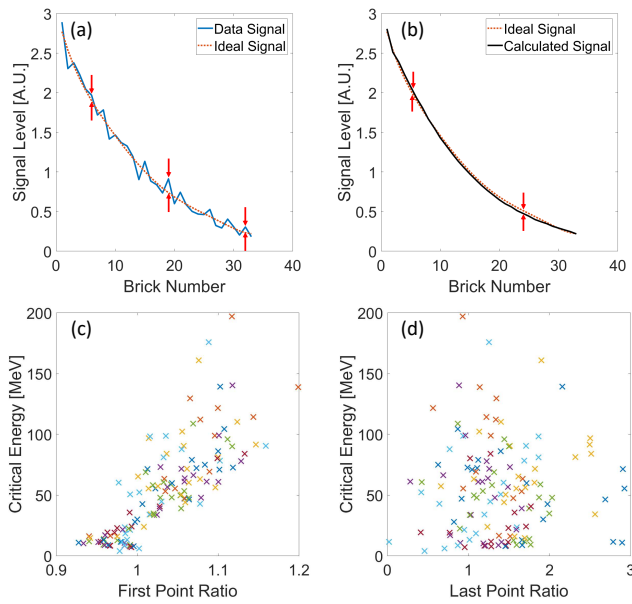 (a)
Data Signal
Ideal Signal
Signal Level [A.U.]
3
2.5
2
1.5
1
0.5
0
0 10 20 30 40
Brick Number
(b)
Ideal Signal
Calculated Signal
Signal Level [A.U.]
3
2.5
2
1.5
1
0.5
0
0 10 20 30 40
Brick Number
(c)
Critical Energy [MeV]
200
150
100
50
0
0.9 1 1.1 1.2
First Point Ratio
(d)
Critical Energy [MeV]
200
150
100
50
0
0 1 2 3
Last Point Ratio